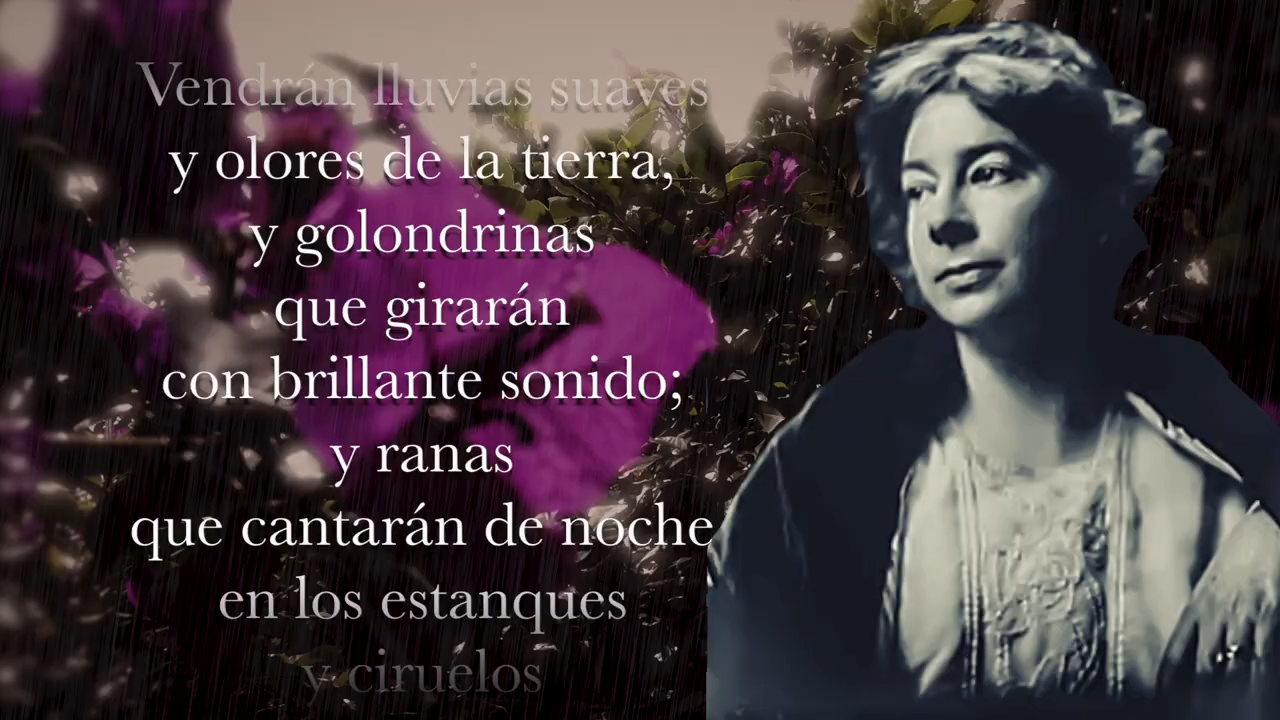 Vendrán lluvias suaves
y olores de la tierra,
y golondrinas
que girarán
con brillante sonido;
y ranas
que cantarán de noche
en los estanques
y ciruelos